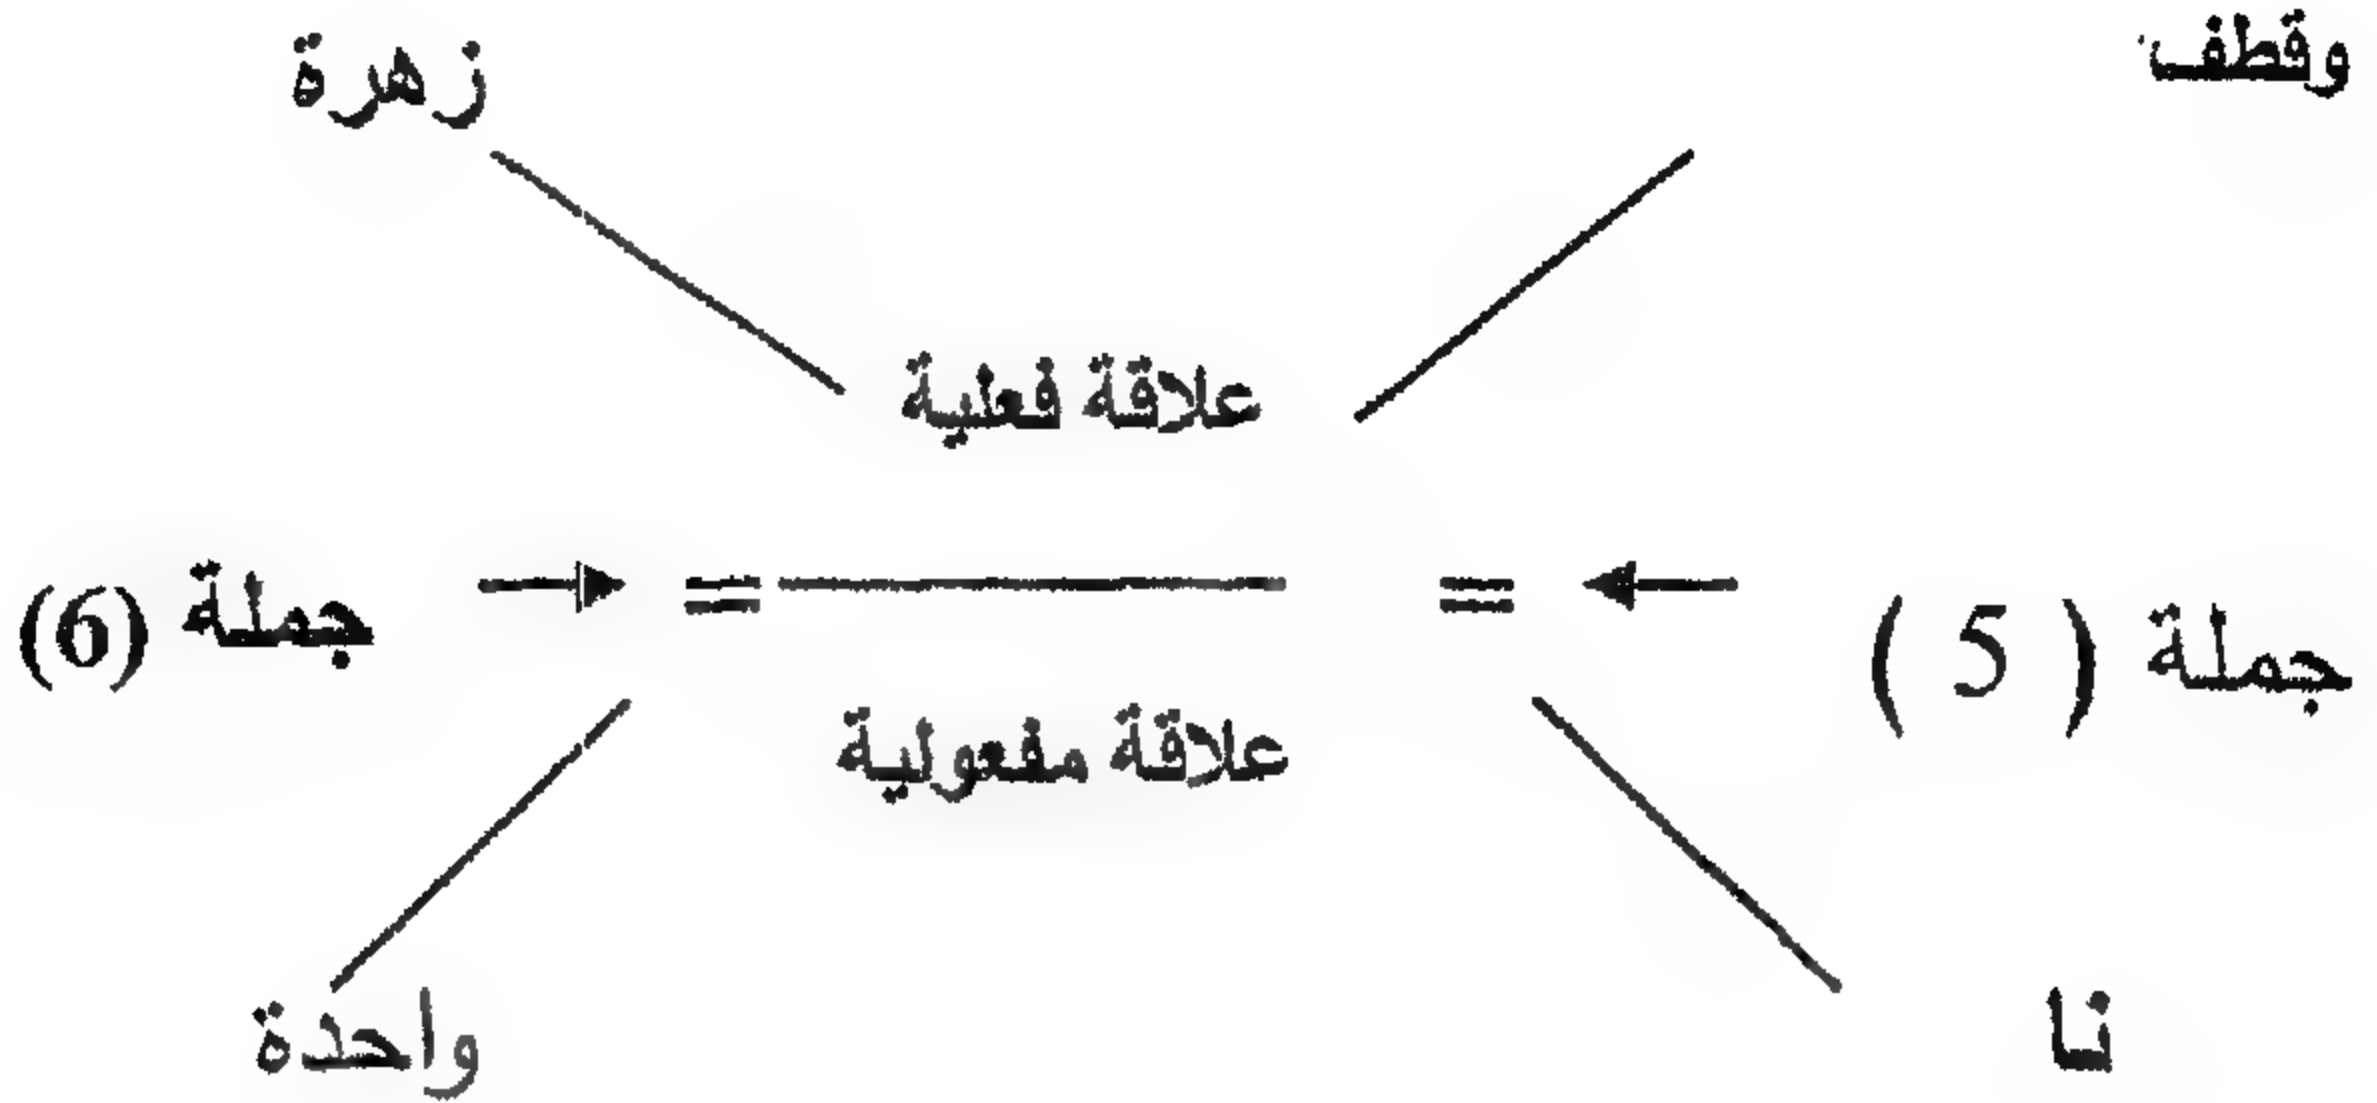 وقطف
زهرة
علاقة فعلية
جملة ( 5 )
=
=
جملة (6)
علاقة مفعولية
نا
واحدة